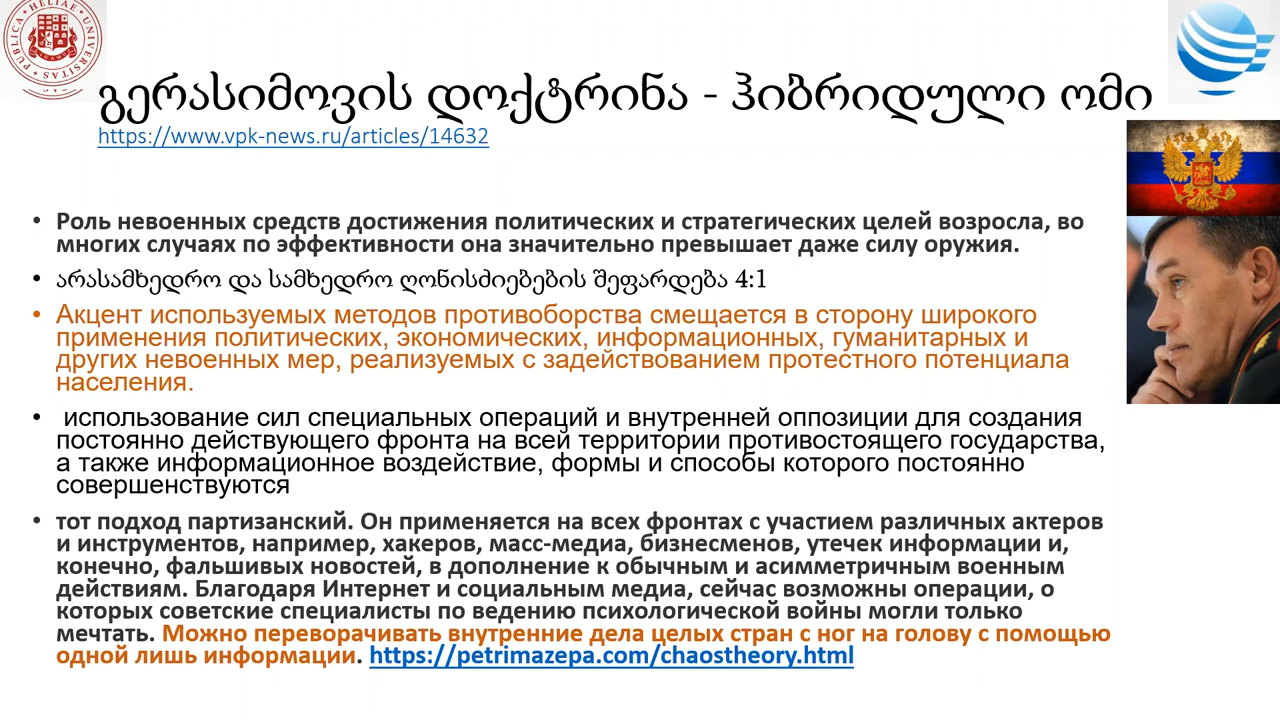 გერასიმოვის დოქტრინა - ჰიბრიდული ომი
https://www.vpk-news.ru/articles/14632
• Роль невоенных средств достижения политических и стратегических целей возросла, во
многих случаях по эффективности она значительно превышает даже силу оружия.
• არასამხედრო და სამხედრო ღონისძიებების შეფარდება 4:1
• Акцент используемых методов противоборства смещается в сторону широкого
применения политических, экономических, информационных, гуманитарных и
других невоенных мер, реализуемых с задействованием протестного потенциала
населения.
• использование сил специальных операций и внутренней оппозиции для создания
постоянно действующего фронта на всей территории противостоящего государства,
а также информационное воздействие, формы и способы которого постоянно
совершенствуются
• тот подход партизанский. Он применяется на всех фронтах с участием различных актеров
и инструментов, например, хакеров, масс-медиа, бизнесменов, утечек информации и,
конечно, фальшивых новостей, в дополнение к обычным и асимметричным военным
действиям. Благодаря Интернет и социальным медиа, сейчас возможны операции, о
которых советские специалисты по ведению психологической войны могли только
мечтать. Можно переворачивать внутренние дела целых стран с ног на голову с помощью
одной лишь информации. https://petrimazepa.com/chaostheory.html